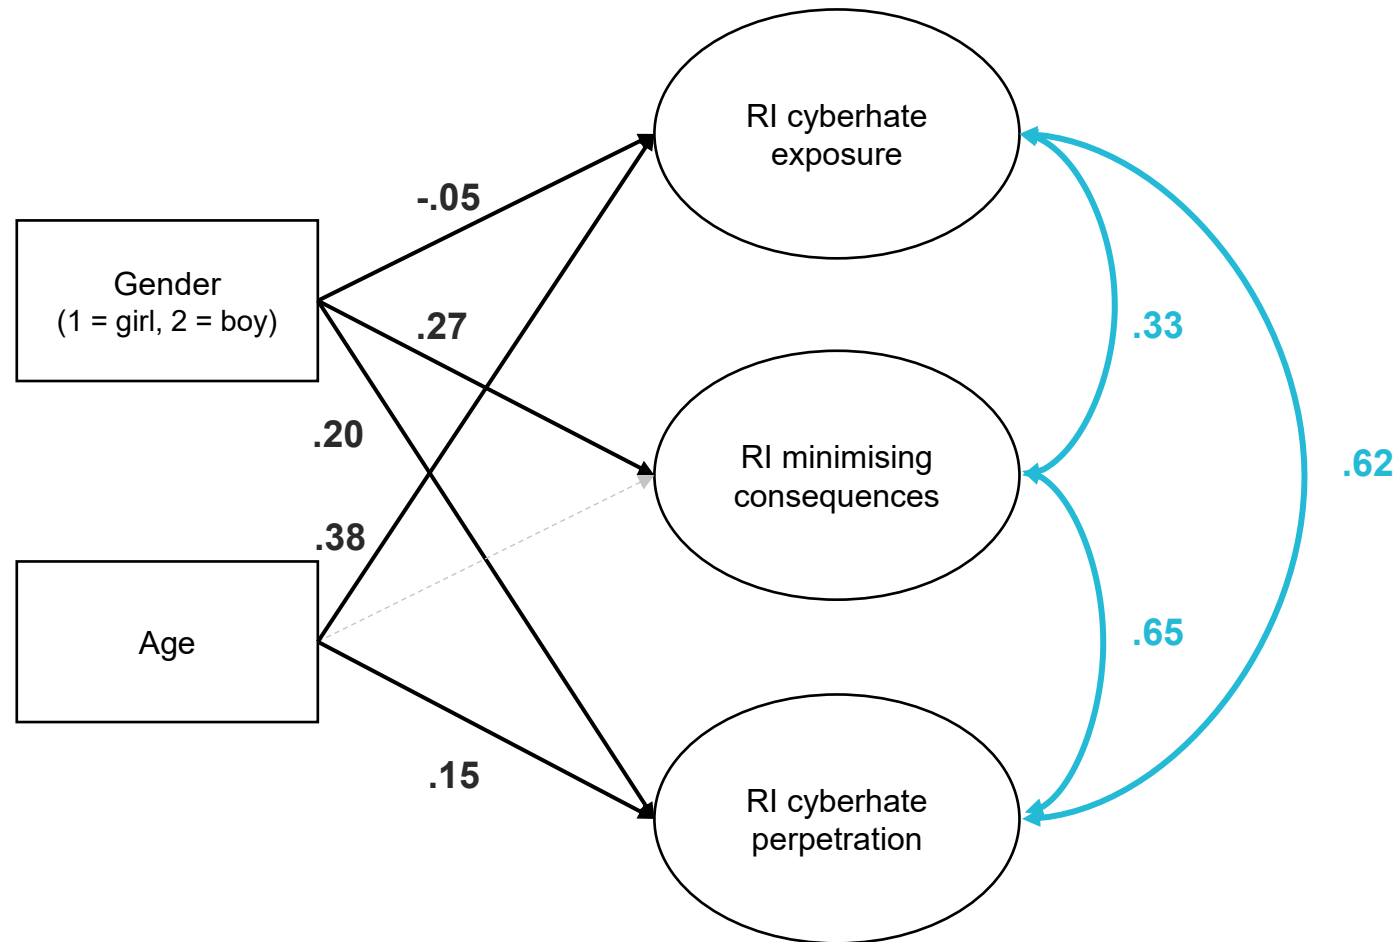 RI cyberhate
exposure
-.05
Gender
(1 = girl, 2 = boy)
.27
.33
.20
RI minimising
consequences
.62
.38
Age
.65
.15
RI cyberhate
perpetration